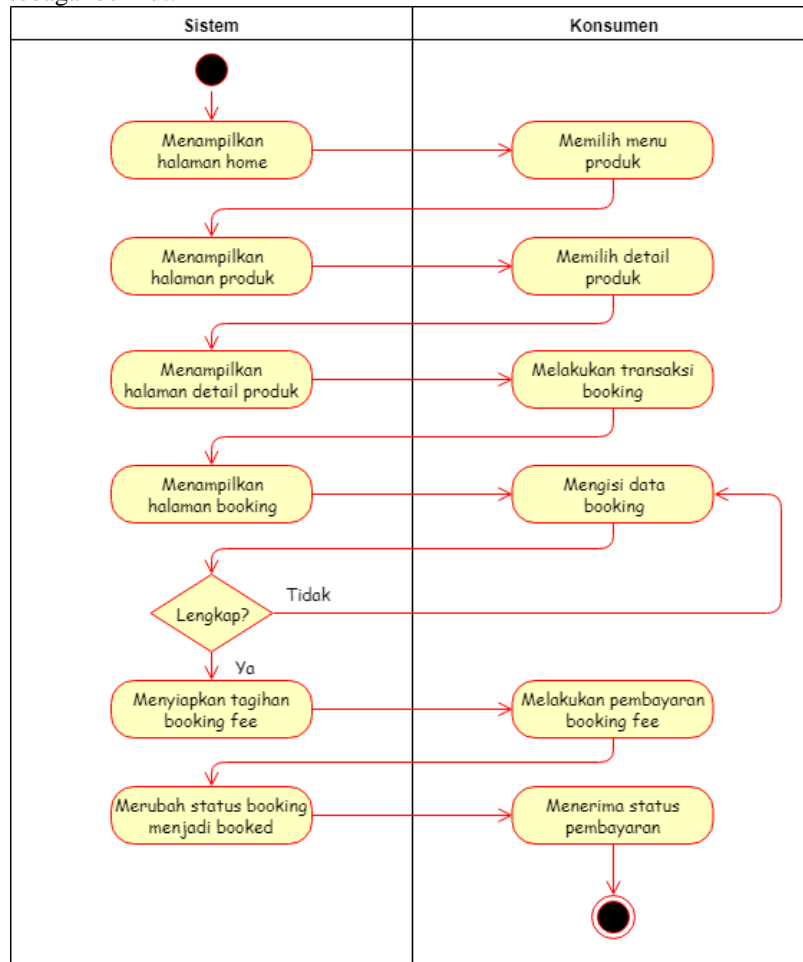 Sistem
Konsumen
Menampilkan
halaman home
Memilih menu
produk
Menampilkan
halaman produk
Memilih detail
produk
Menampilkan
halaman detail produk
Melakukan transaksi
booking
Menampilkan
halaman booking
Mengisi data
booking
Lengkap?
Tidak
Ya
Menyiapkan tagihan
booking fee
Melakukan pembayaran
booking fee
Merubah status booking
menjadi booked
Menerima status
pembayaran